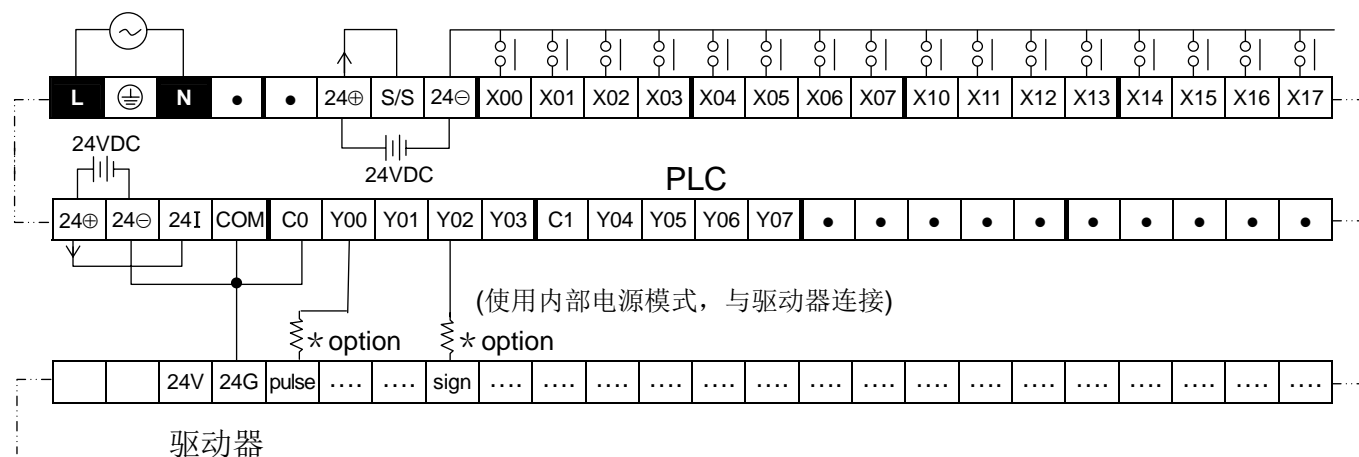 L N • • 24⊕ S/S 24⊖ X00 X01 X02 X03 X04 X05 X06 X07 X10 X11 X12 X13 X14 X15 X16 X17
24VDC
24VDC
PLC
24⊕ 24⊖ 24I COM C0 Y00 Y01 Y02 Y03 C1 Y04 Y05 Y06 Y07 • • • • • • • • • •
(使用内部电源模式，与驱动器连接)
*option *option
24V 24G pulse .... .... sign .... .... .... .... .... .... .... .... .... .... .... .... .... .... .... ....
驱动器